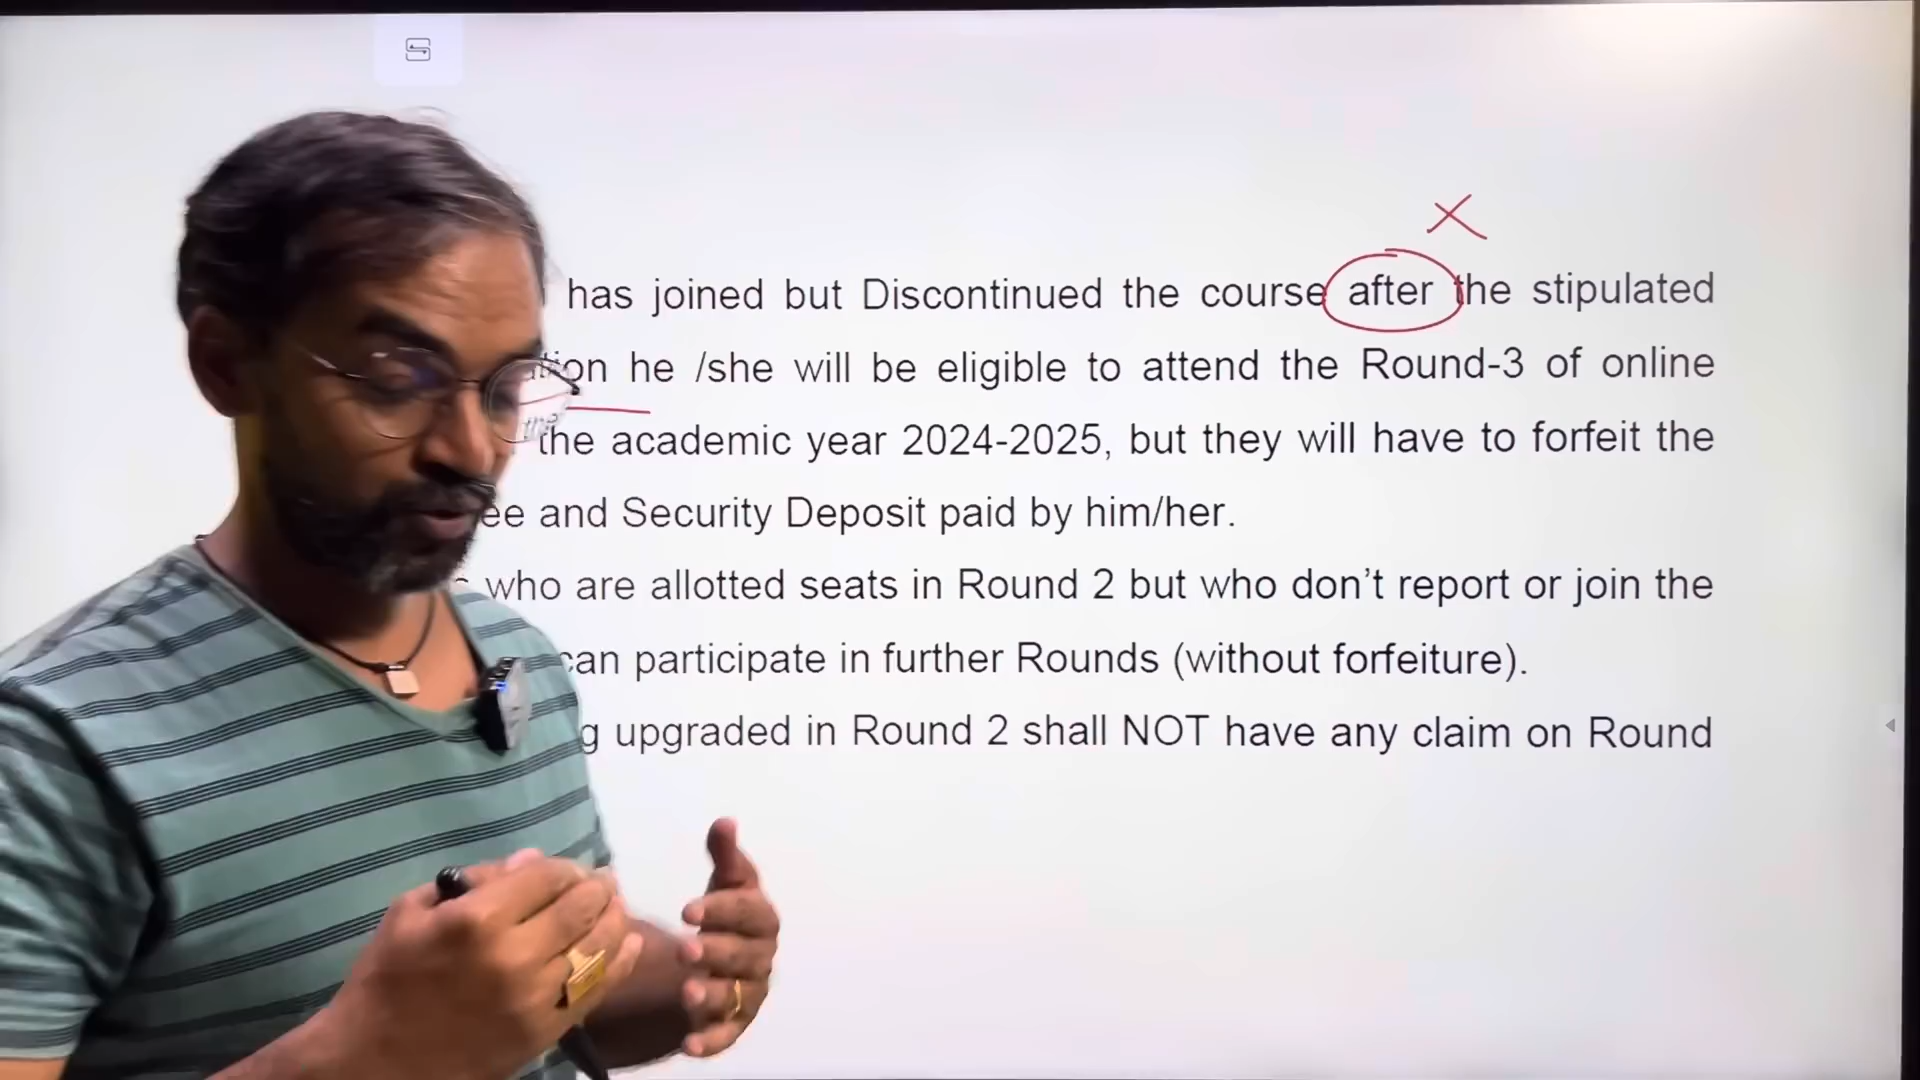 has joined but Discontinued the course after the stipulated
he /she will be eligible to attend the Round-3 of online
the academic year 2024-2025, but they will have to forfeit the
and Security Deposit paid by him/her.
who are allotted seats in Round 2 but who don’t report or join the
can participate in further Rounds (without forfeiture).
upgraded in Round 2 shall NOT have any claim on Round